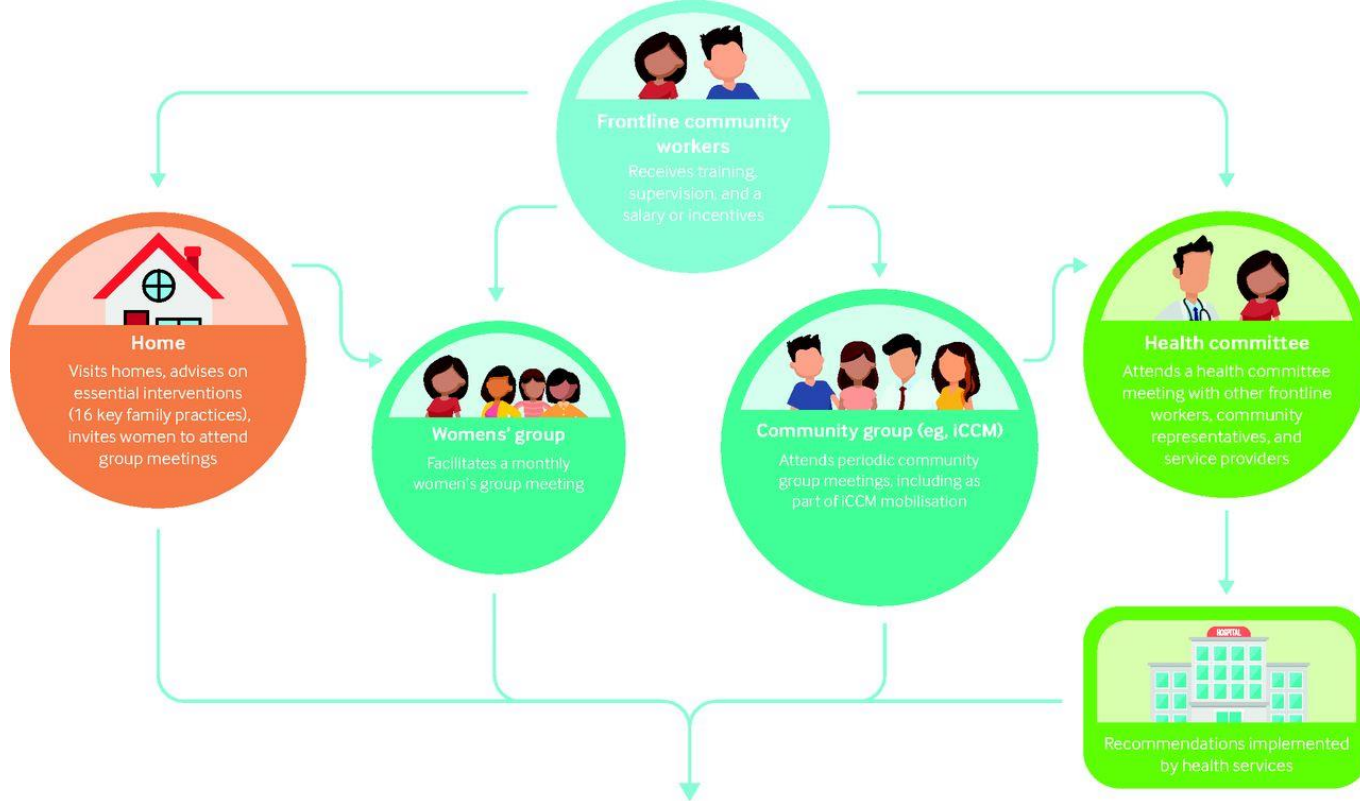 Frontline community
workers
Receives training,
supervision, and a
salary or incentives
Home
Visits homes, advises on
essential interventions
(16 key family practices),
invites women to attend
group meetings
Womens' group
Facilitates a monthly
women's group meeting
Community group (eg, iCCM)
Attends periodic community
group meetings, including as
part of iCCM mobilisation
Health committee
Attends a health committee
meeting with other frontline
workers, community
representatives, and
service providers
HOSPITAL
Recommendations implemented
by health services